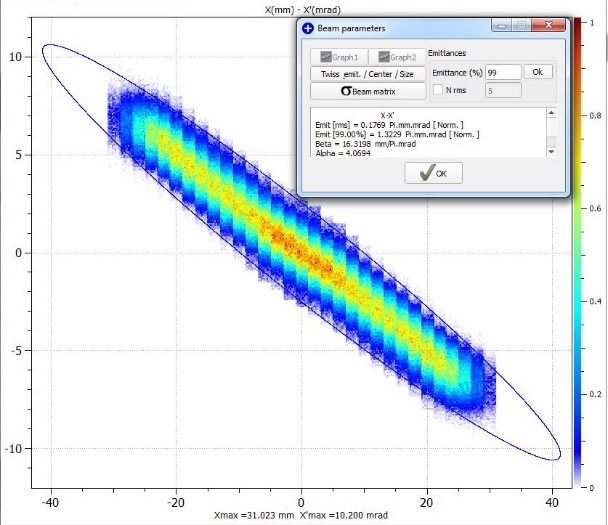 X(mm) - X'(mrad)
Beam parameters
Graph1 Graph2
Emittances
Twiss_emit. / Center / Size
Emittance (%) 99 Ok
σ Beam matrix
N rms 5
X-X'
Emit [rms] = 0.1769 Pi.mm.mrad [ Norm. ]
Emit [99.00%] = 1.3229 Pi.mm.mrad [ Norm. ]
Beta = 16.3198 mm/Pi.mrad
Alpha = 4.0694
OK
10
5
0
-5
-10
-40 -20 0 20 40
Xmax =31.023 mm X'max =10.200 mrad
1
0.8
0.6
0.4
0.2
0